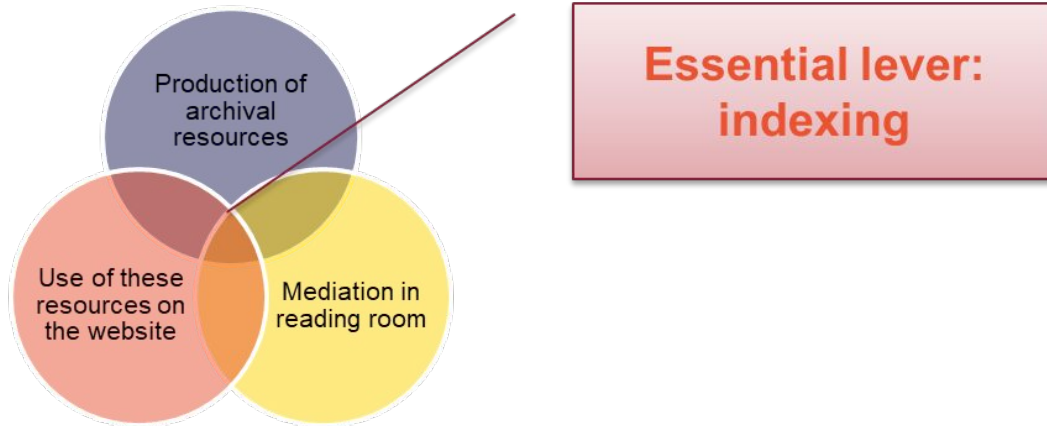 Production of
archival
resources
Essential lever:
indexing
Use of these
resources on
the website
Mediation in
reading room